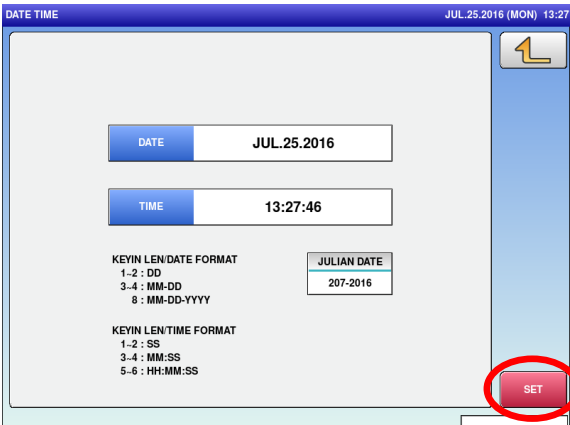 DATE TIME JUL.25.2016 (MON) 13:27
DATE JUL.25.2016
TIME 13:27:46
KEYIN LEN/DATE FORMAT
1~2 : DD
3~4 : MM-DD
8 : MM-DD-YYYY
JULIAN DATE
207-2016
KEYIN LEN/TIME FORMAT
1~2 : SS
3~4 : MM:SS
5~6 : HH:MM:SS
SET